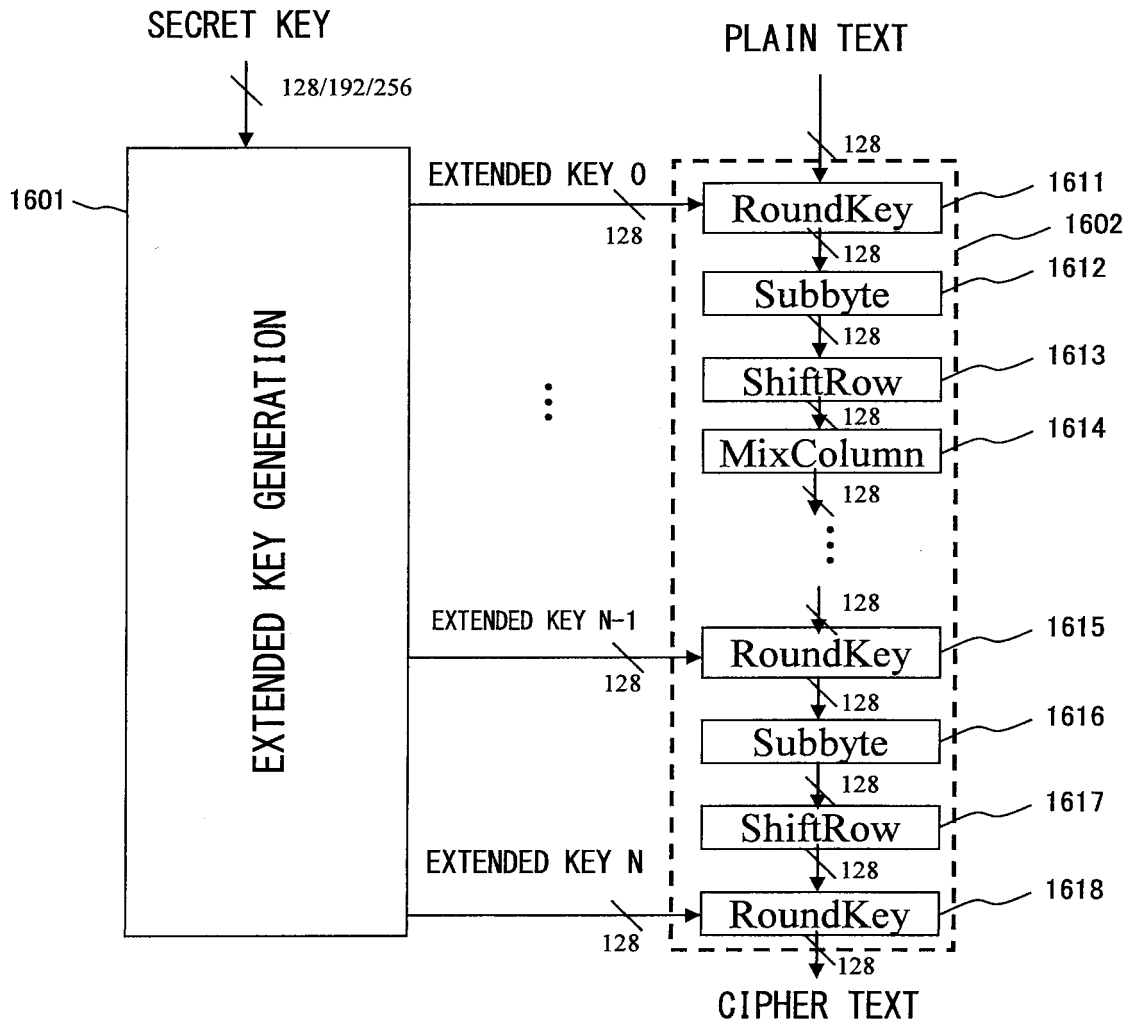 SECRET KEY
PLAIN TEXT
128/192/256
128
1601
EXTENDED KEY 0
128
RoundKey
1611
1602
128
Subbyte
1612
128
ShiftRow
1613
128
MixColumn
1614
128
EXTENDED KEY GENERATION
128
EXTENDED KEY N-1
128
RoundKey
1615
128
Subbyte
1616
128
ShiftRow
1617
128
EXTENDED KEY N
128
RoundKey
1618
128
CIPHER TEXT